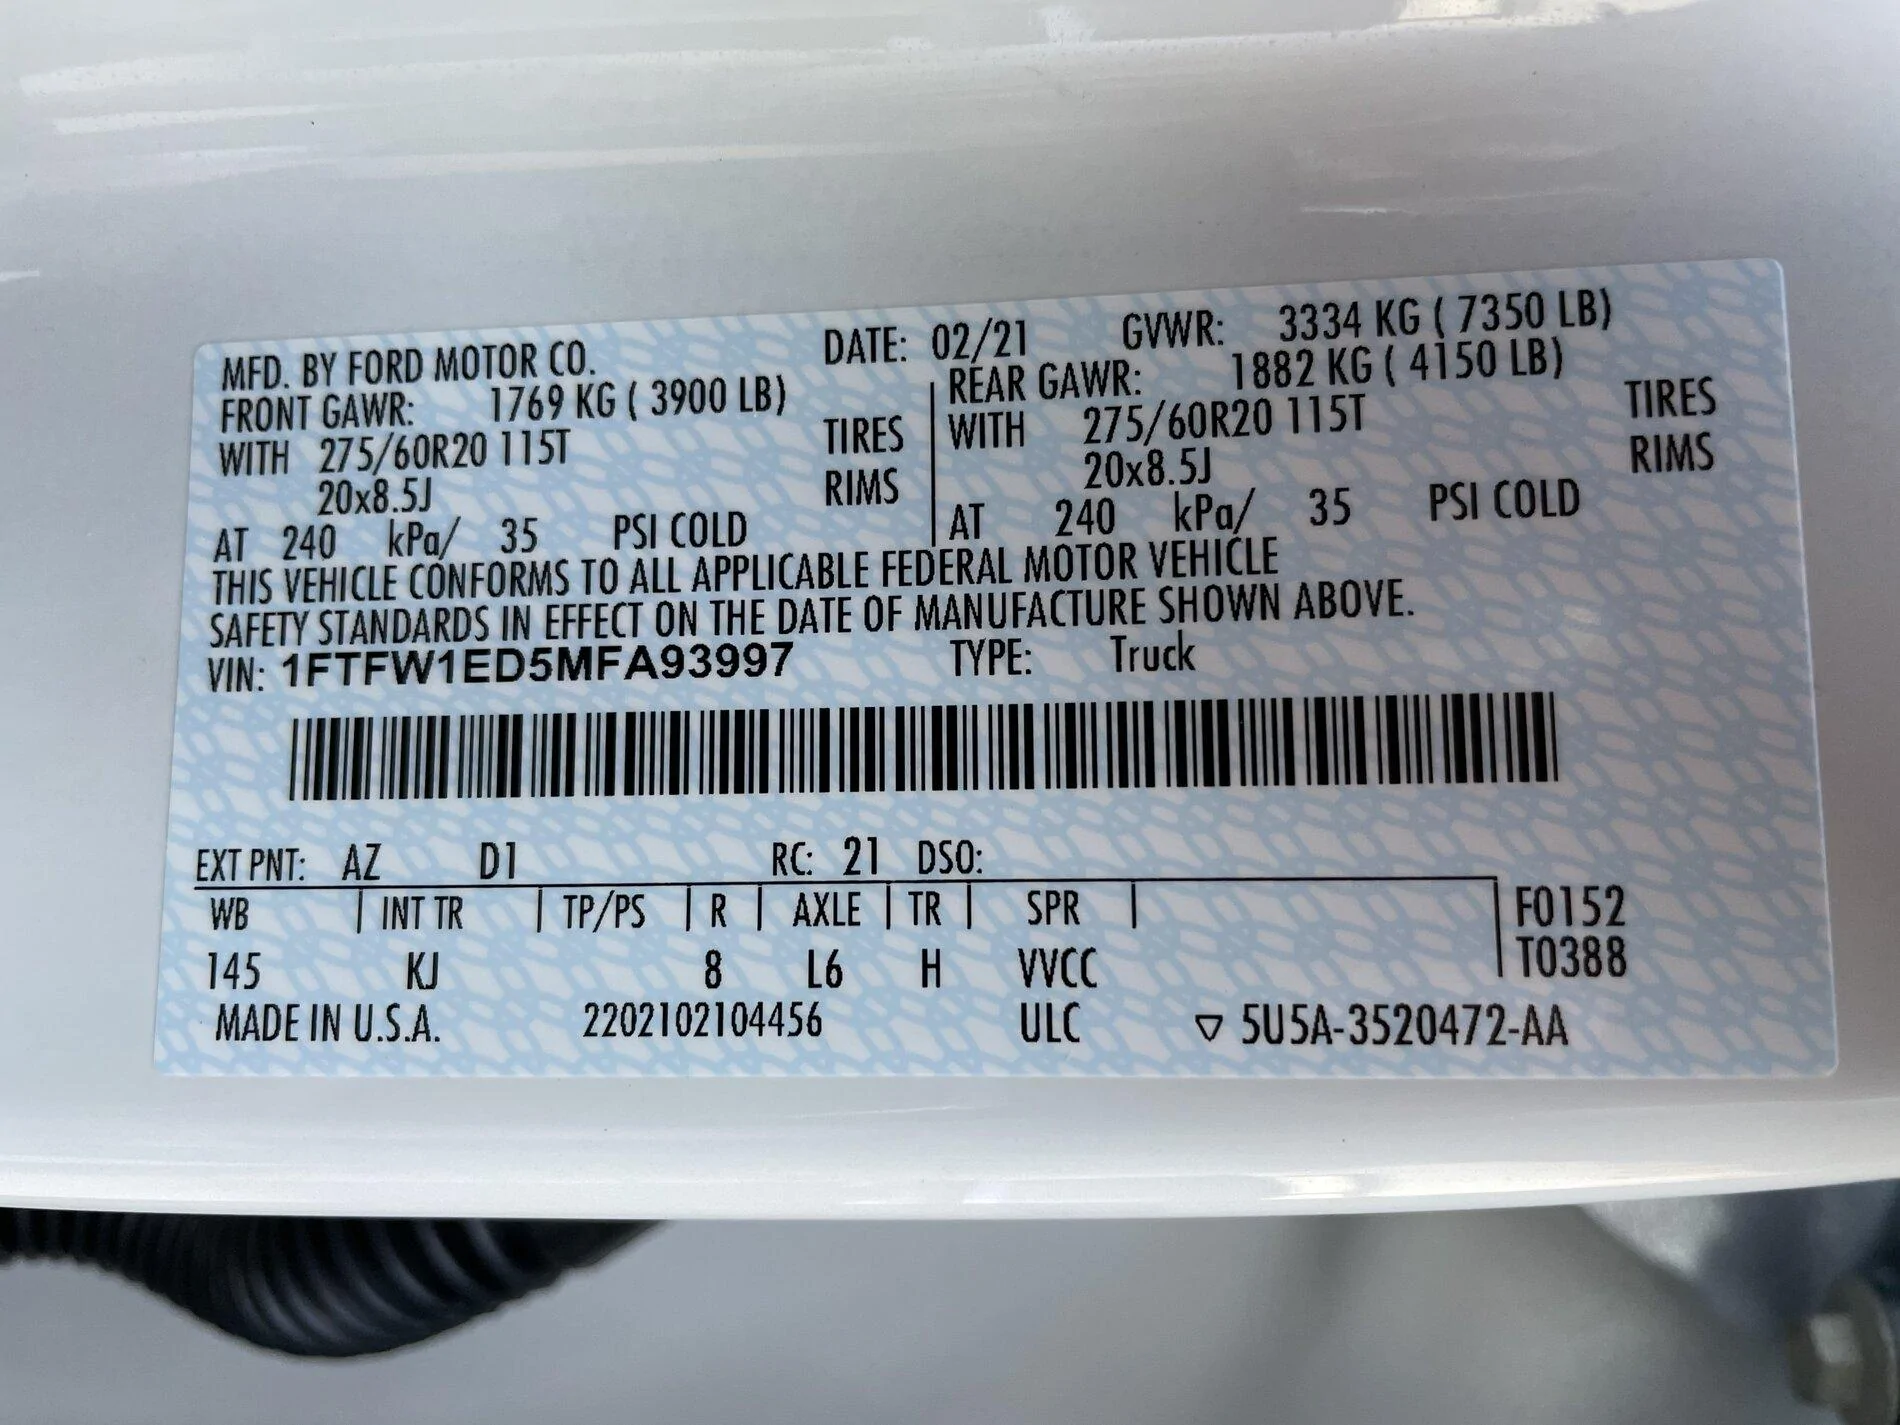 MFD. BY FORD MOTOR CO. DATE: 02/21 GVWR: 3334 KG ( 7350 LB)
FRONT GAWR: 1769 KG ( 3900 LB) REAR GAWR: 1882 KG ( 4150 LB)
WITH 275/60R20 115T TIRES WITH 275/60R20 115T TIRES
20x8.5J RIMS 20x8.5J RIMS
AT 240 kPa/ 35 PSI COLD AT 240 kPa/ 35 PSI COLD
THIS VEHICLE CONFORMS TO ALL APPLICABLE FEDERAL MOTOR VEHICLE
SAFETY STANDARDS IN EFFECT ON THE DATE OF MANUFACTURE SHOWN ABOVE.
VIN: 1FTFW1ED5MFA93997 TYPE: Truck
EXT PNT: AZ D1 RC: 21 DSO:
WB INT TR TP/PS R AXLE TR SPR F0152
145 KJ 8 L6 H VVCC T0388
MADE IN U.S.A. 2202102104456 ULC ▽ 5U5A-3520472-AA